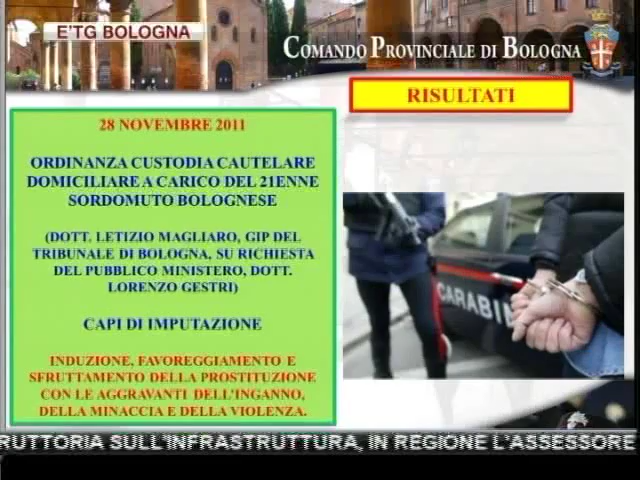 E'TG BOLOGNA
COMANDO PROVINCIALE DI BOLOGNA
RISULTATI
28 NOVEMBRE 2011
ORDINANZA CUSTODIA CAUTELARE
DOMICILIARE A CARICO DEL 21ENNE
SORDOMUTO BOLOGNESE
(DOTT. LETIZIO MAGLIARO, GIP DEL
TRIBUNALE DI BOLOGNA, SU RICHIESTA
DEL PUBBLICO MINISTERO, DOTT.
LORENZO GESTRI)
CAPI DI IMPUTAZIONE
INDUZIONE, FAVOREGGIAMENTO E
SFRUTTAMENTO DELLA PROSTITUZIONE
CON LE AGGRAVANTI DELL'INGANNO,
DELLA MINACCIA E DELLA VIOLENZA.
CARABIN
RUTTORIA SULL'INFRASTRUTTURA, IN REGIONE L'ASSESSORE